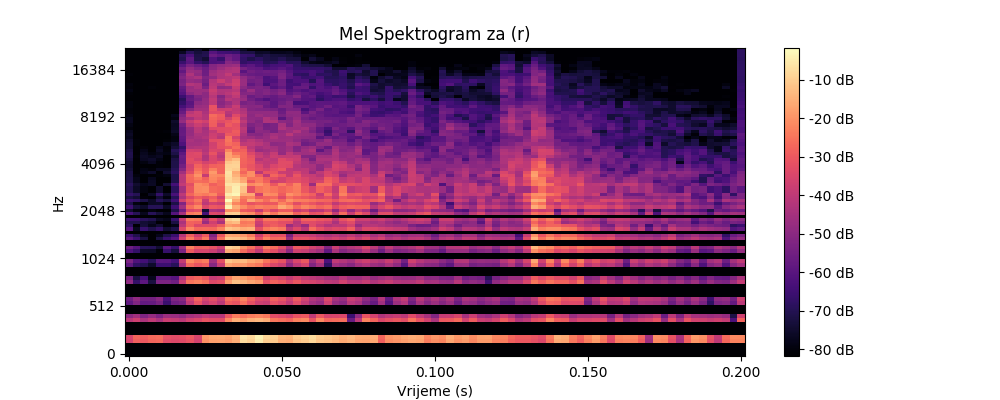 Mel Spektrogram za (r)
Hz
16384
8192
4096
2048
1024
512
0
0.000 0.050 0.100 0.150 0.200
Vrijeme (s)
-10 dB
-20 dB
-30 dB
-40 dB
-50 dB
-60 dB
-70 dB
-80 dB